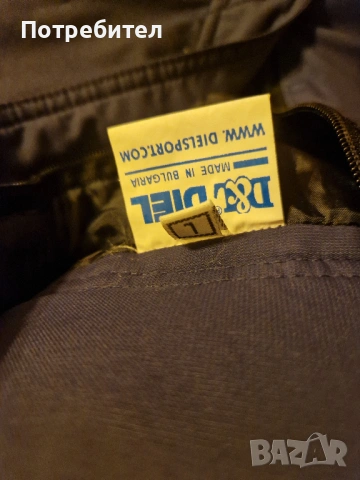 Потребител
D&T DIEL
MADE IN BULGARIA
WWW.DIELSPORT.COM
L
BAZAR